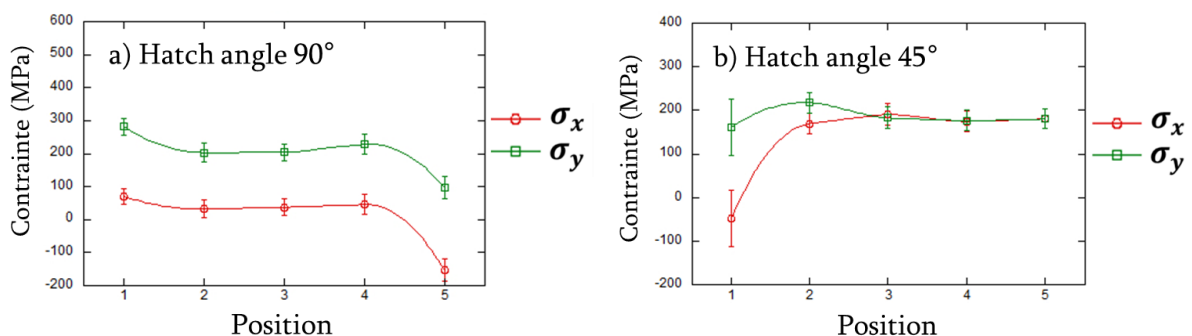 a) Hatch angle 90°
Contrainte (MPa)
600
500
400
300
200
100
0
-100
-200
1 2 3 4 5
Position
σx
σy
b) Hatch angle 45°
Contrainte (MPa)
400
300
200
100
0
-100
-200
1 2 3 4 5
Position
σx
σy